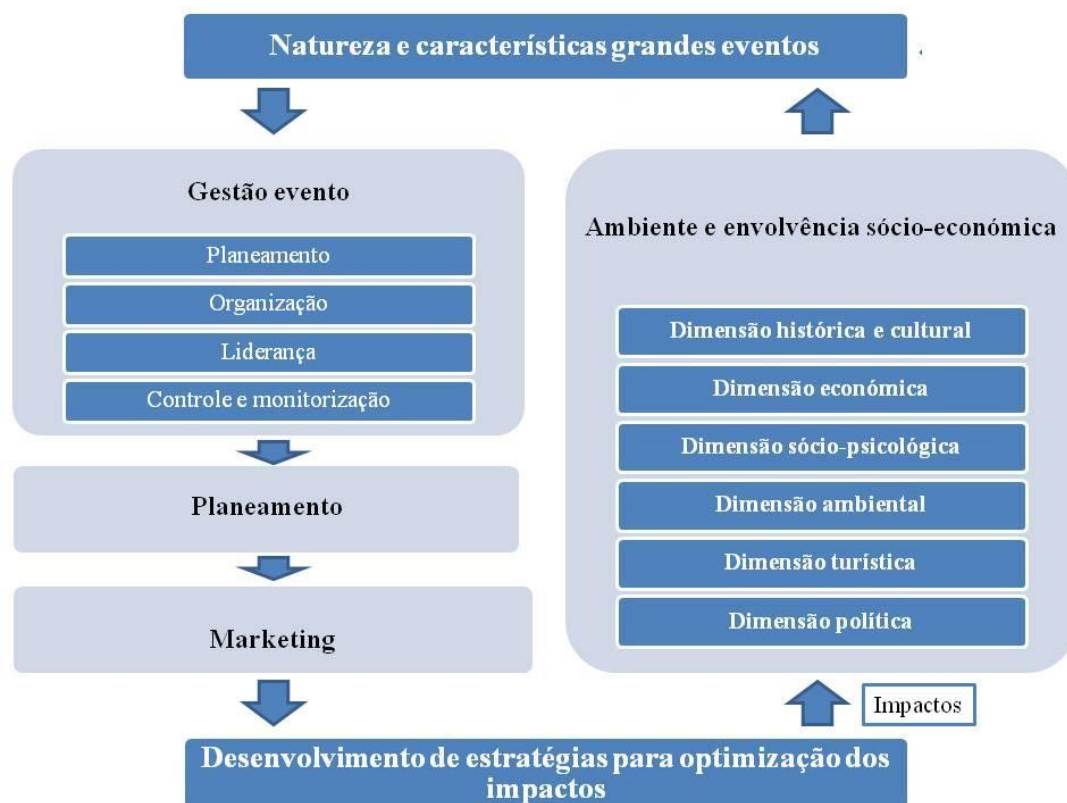 Natureza e característigas grandes eventos
Gestão evento
Planeamento
Organização
Liderança
Controle e monitorização
Planeamento
Marketing
Ambiente e envolvência sócio-económica
Dimensão histórica e cultural
Dimensão económica
Dimensão sócio-psicológica
Dimensão ambiental
Dimensão turística
Dimensão política
Impactos
Desenvolvimento de estratégias para optimização dos
impactos